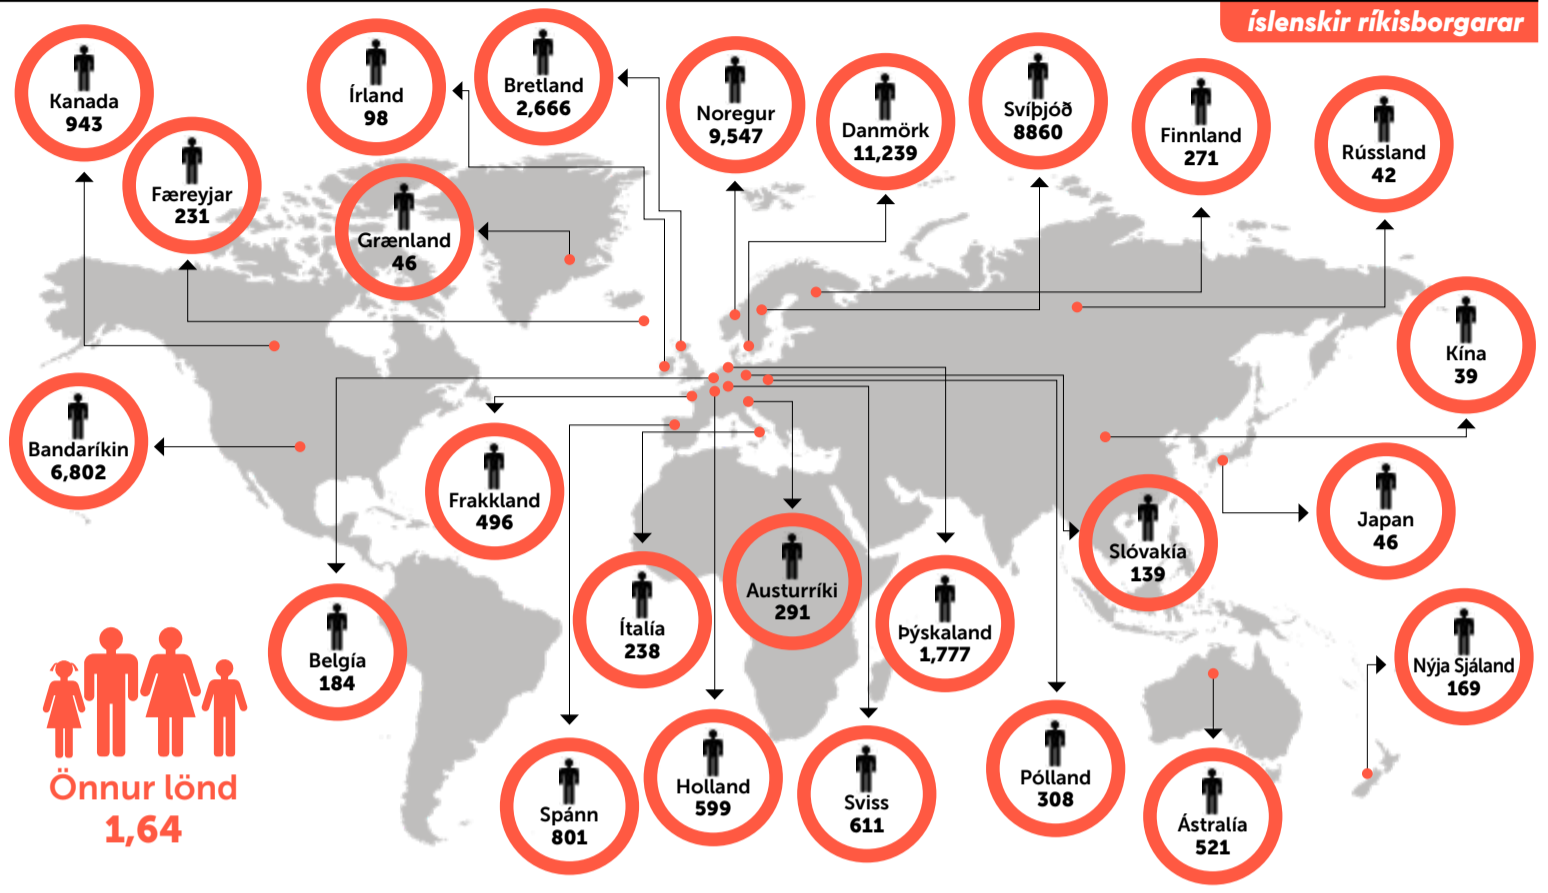 íslenskir ríkisborgarar
Kanada
943
Írland
98
Bretland
2,666
Noregur
9,547
Danmörk
11,239
Svíþjóð
8860
Finnland
271
Rússland
42
Færeyjar
231
Grænland
46
Kína
39
Bandaríkin
6,802
Frakkland
496
Japan
46
Slóvakía
139
Austurríki
291
Ítalía
238
Þýskaland
1,777
Belgía
184
Nýja Sjáland
169
Spánn
801
Holland
599
Sviss
611
Pólland
308
Ástralía
521
Önnur lönd
1,64